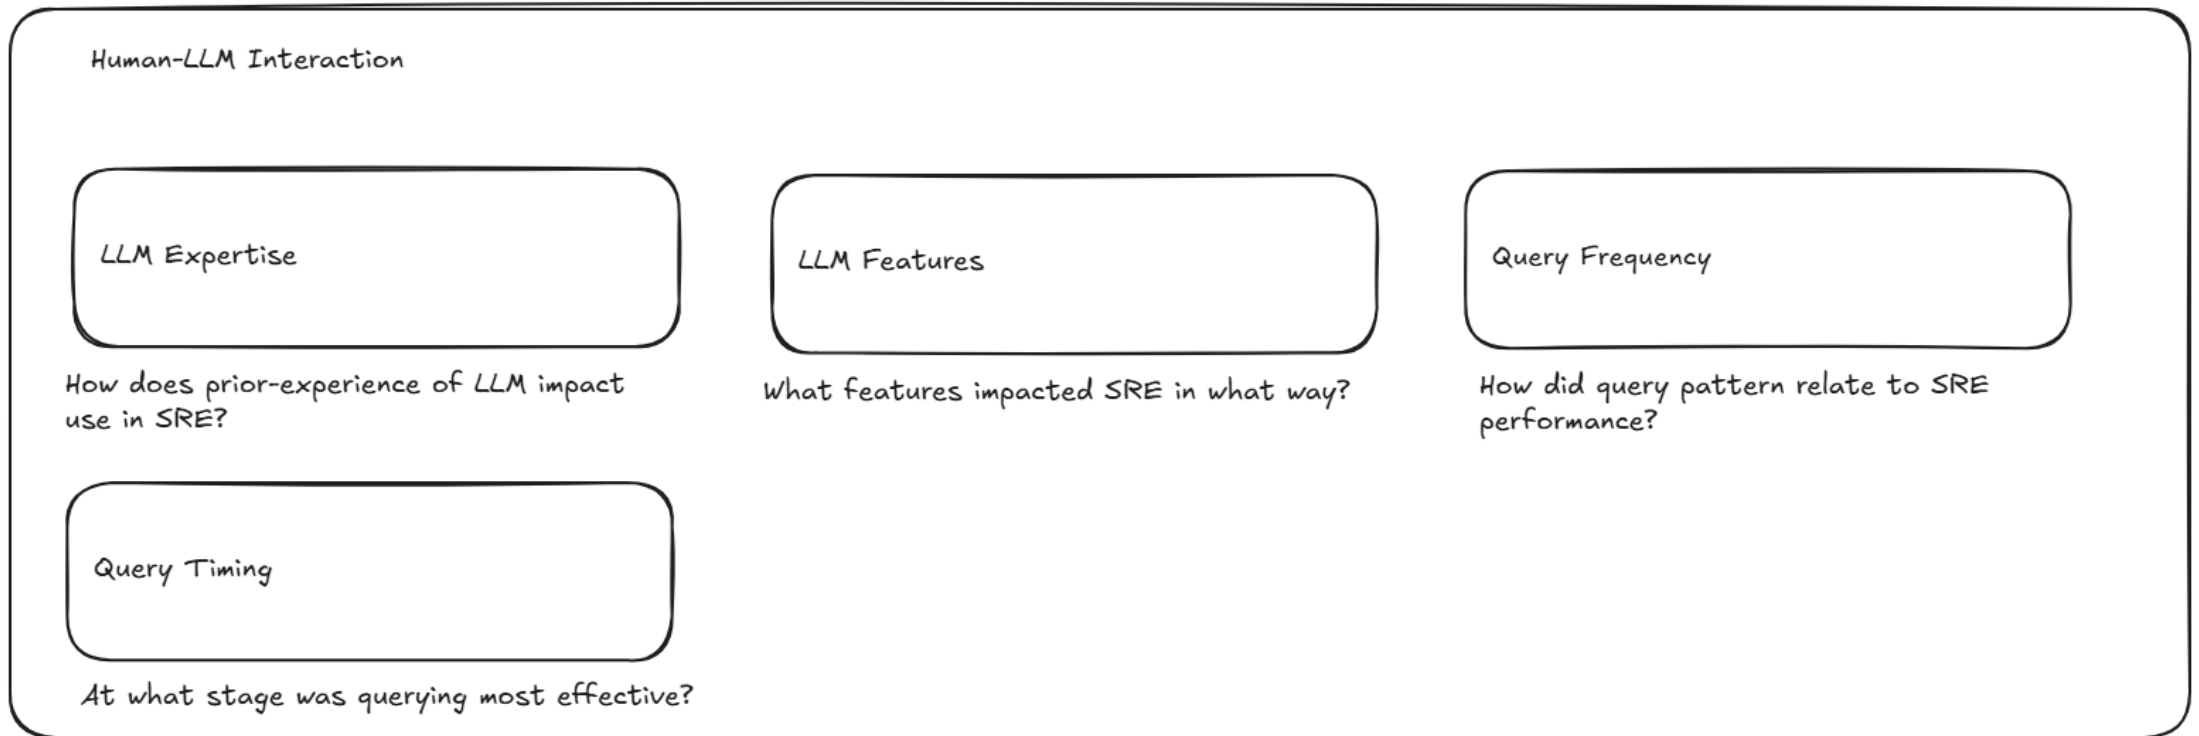 Human-LLM Interaction
LLM Expertise
LLM Features
Query Frequency
How does prior-experience of LLM impact
use in SRE?
What features impacted SRE in what way?
How did query pattern relate to SRE
performance?
Query Timing
At what stage was querying most effective?